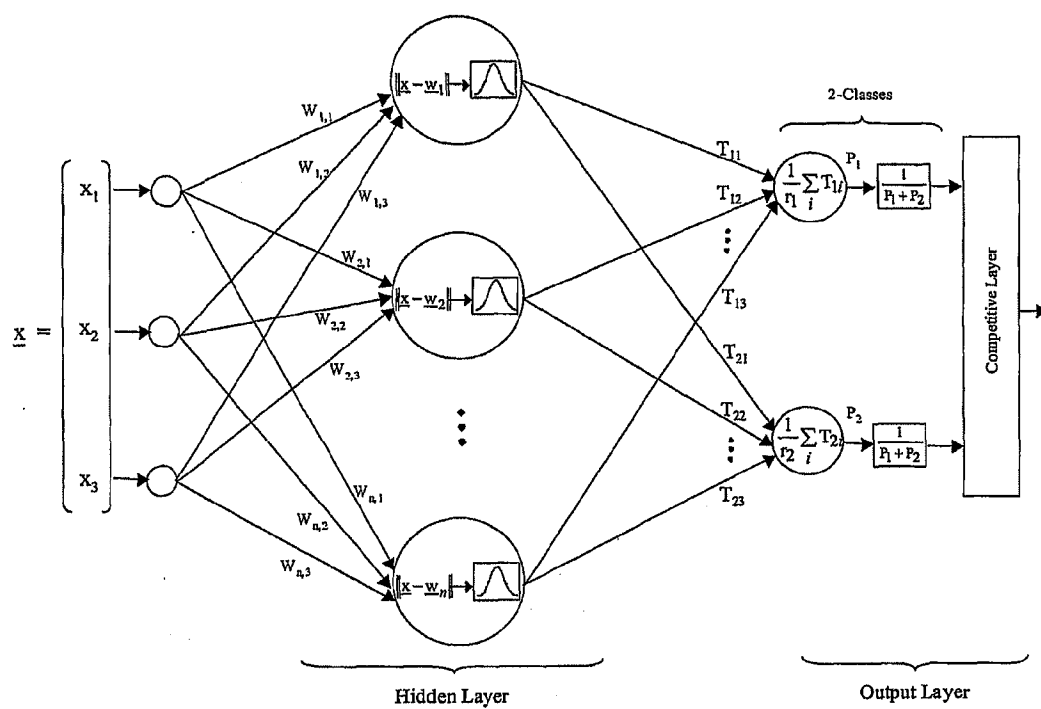 ‖x − w₁‖
W₁,₁
2-Classes
W₁,₂
T₁₁
P₁
x₁
W₁,₃
1/r₁ ∑ᵢ T₁ᵢ
1/(P₁+P₂)
T₁₂
W₂,₁
‖x − w₂‖
T₁₃
x ≡
x₂
W₂,₂
Competitive Layer
W₂,₃
T₂₁
T₂₂
P₂
1/r₂ ∑ᵢ T₂ᵢ
1/(P₁+P₂)
x₃
Wₙ,₁
T₂₃
Wₙ,₂
Wₙ,₃
‖x − wₙ‖
Hidden Layer
Output Layer